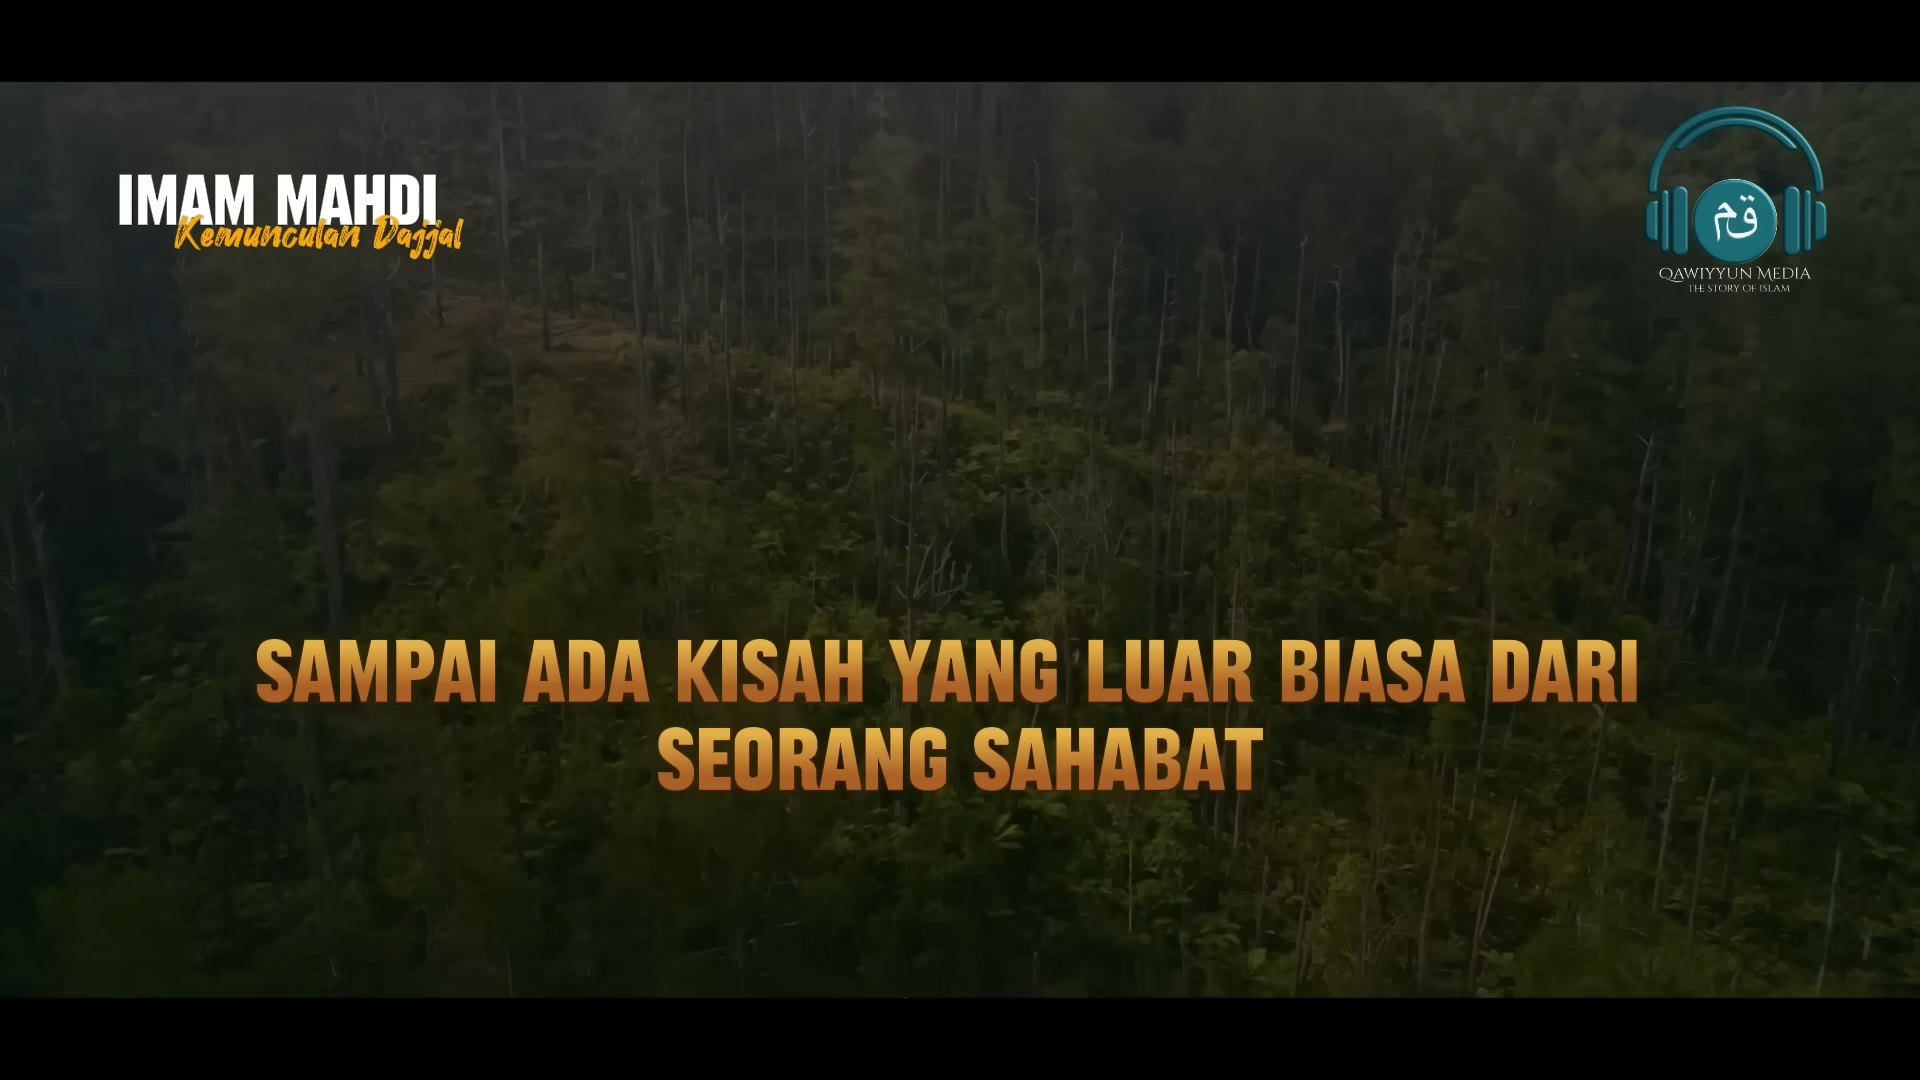 IMAM MAHDI
Kemunculan Dajjal
قم
QAWIYYUN MEDIA
THE STORY OF ISLAM
SAMPAI ADA KISAH YANG LUAR BIASA DARI
SEORANG SAHABAT